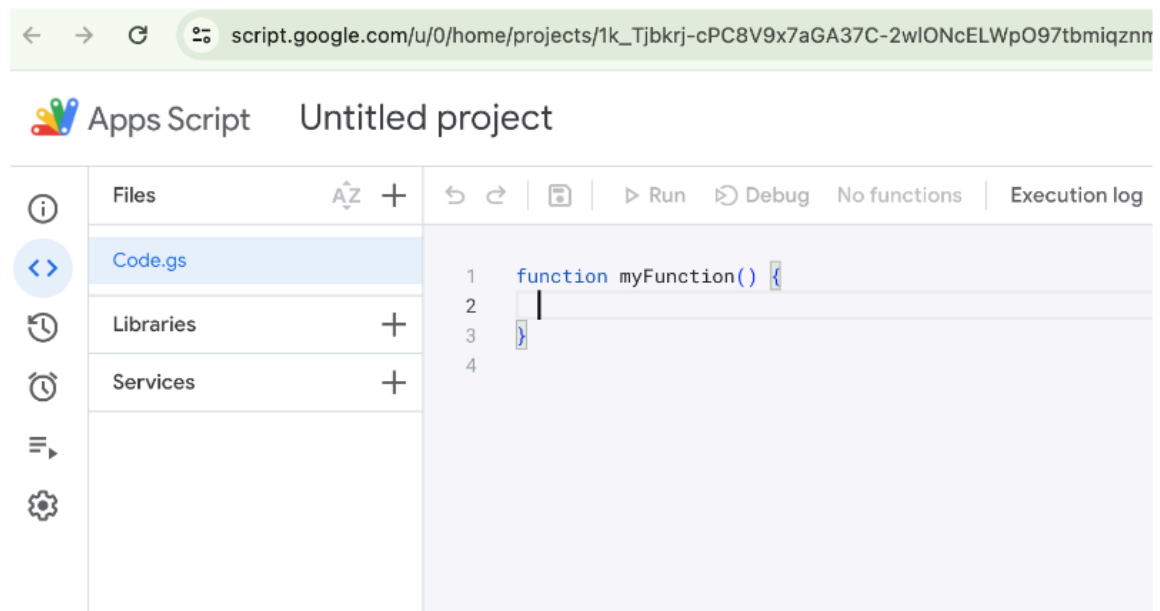 script.google.com/u/0/home/projects/1k_Tjbkrj-cPC8V9x7aGA37C-2wlONcELWpO97tbmiqznm
Apps Script Untitled project
Files AZ Run Debug No functions Execution log
Code.gs
1 function myFunction() {
2
3 }
4
Libraries
Services